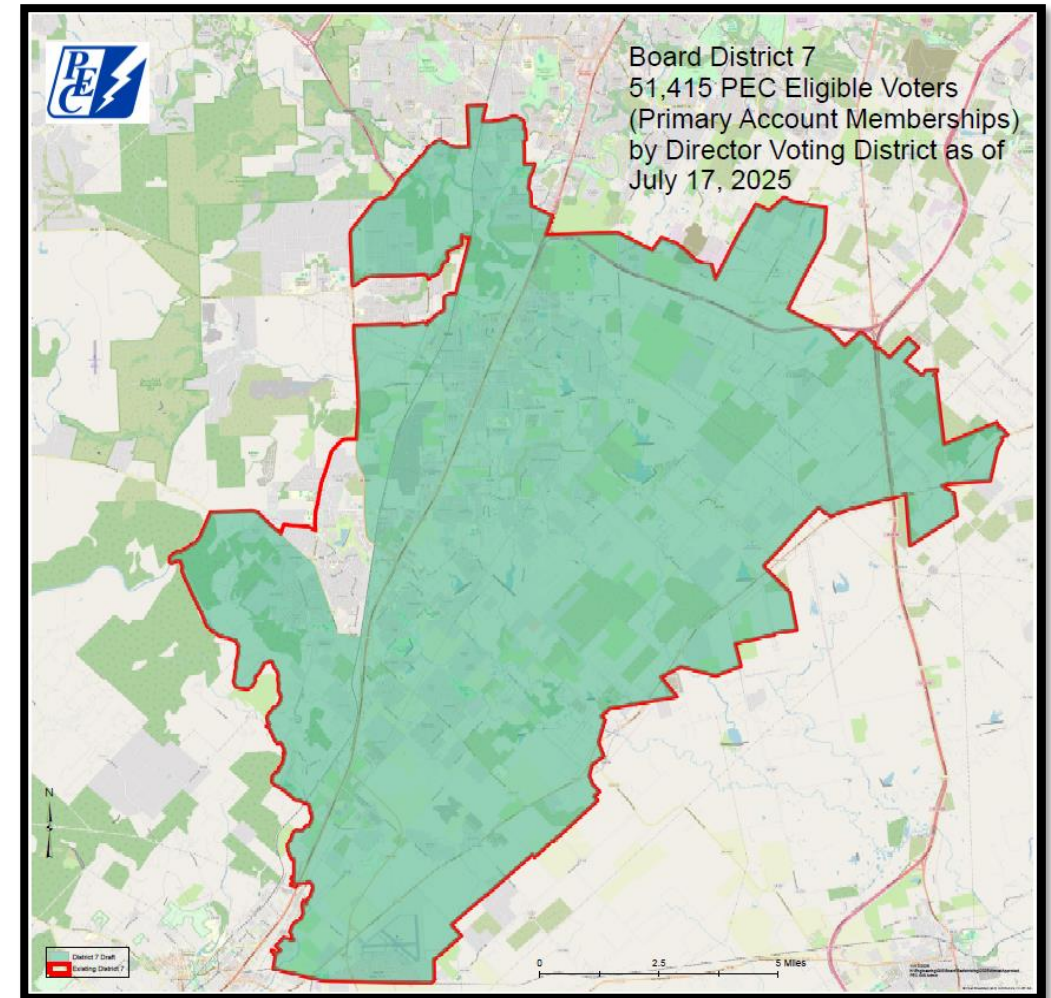 PEC
Board District 7
51,415 PEC Eligible Voters
(Primary Account Memberships)
by Director Voting District as of
July 17, 2025
N
District 7 Draft
Existing District 7
0 2.5 5 Miles